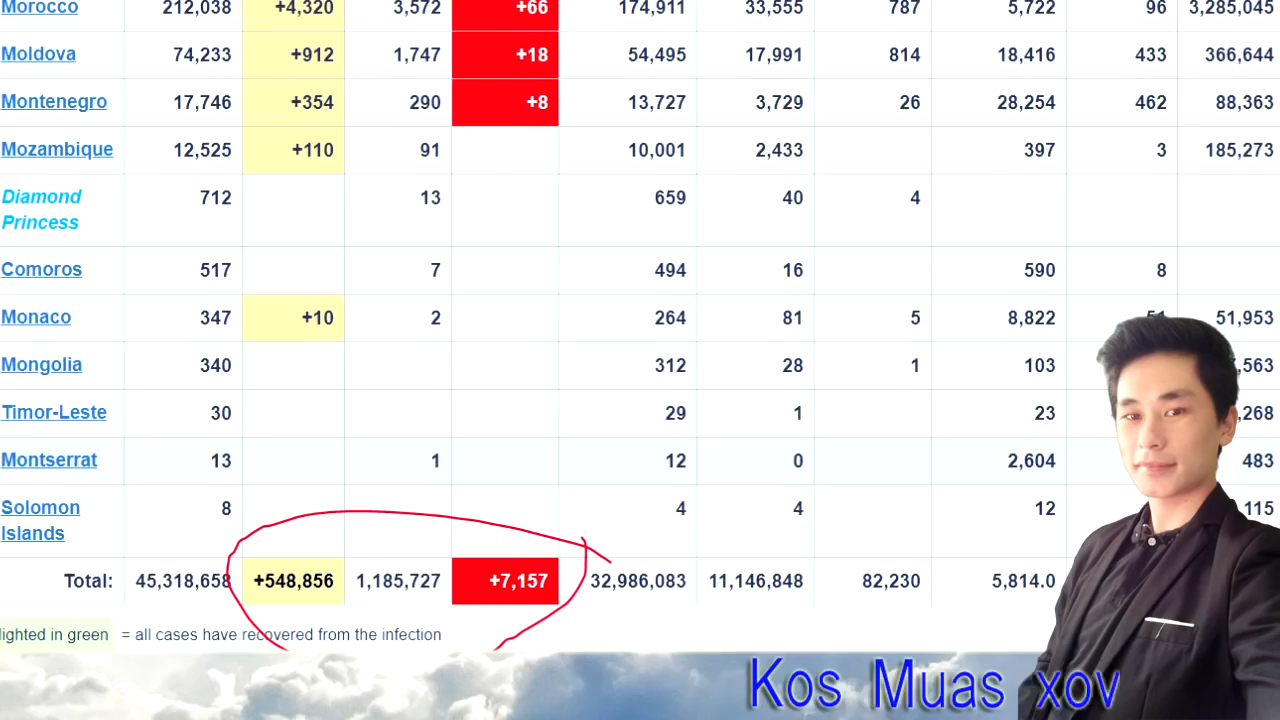 Morocco 212,038 +4,320 3,572 +66 174,911 33,555 787 5,722 96 3,285,045
Moldova 74,233 +912 1,747 +18 54,495 17,991 814 18,416 433 366,644
Montenegro 17,746 +354 290 +8 13,727 3,729 26 28,254 462 88,363
Mozambique 12,525 +110 91 10,001 2,433 397 3 185,273
Diamond
Princess 712 13 659 40 4
Comoros 517 7 494 16 590 8
Monaco 347 +10 2 264 81 5 8,822 51,953
Mongolia 340 312 28 1 103 ,563
Timor-Leste 30 29 1 23 ,268
Montserrat 13 1 12 0 2,604 483
Solomon
Islands 8 4 4 12 115
Total: 45,318,658 +548,856 1,185,727 +7,157 32,986,083 11,146,848 82,230 5,814.0
lighted in green = all cases have recovered from the infection
Kos Muas xov